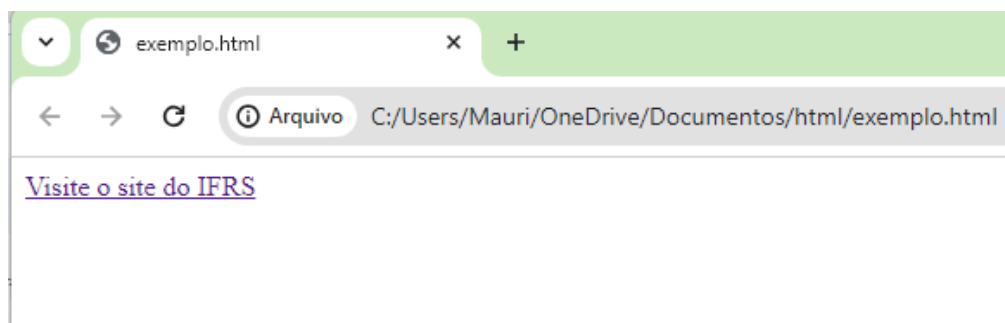 exemplo.html
Arquivo C:/Users/Mauri/OneDrive/Documentos/html/exemplo.html
Visite o site do IFRS